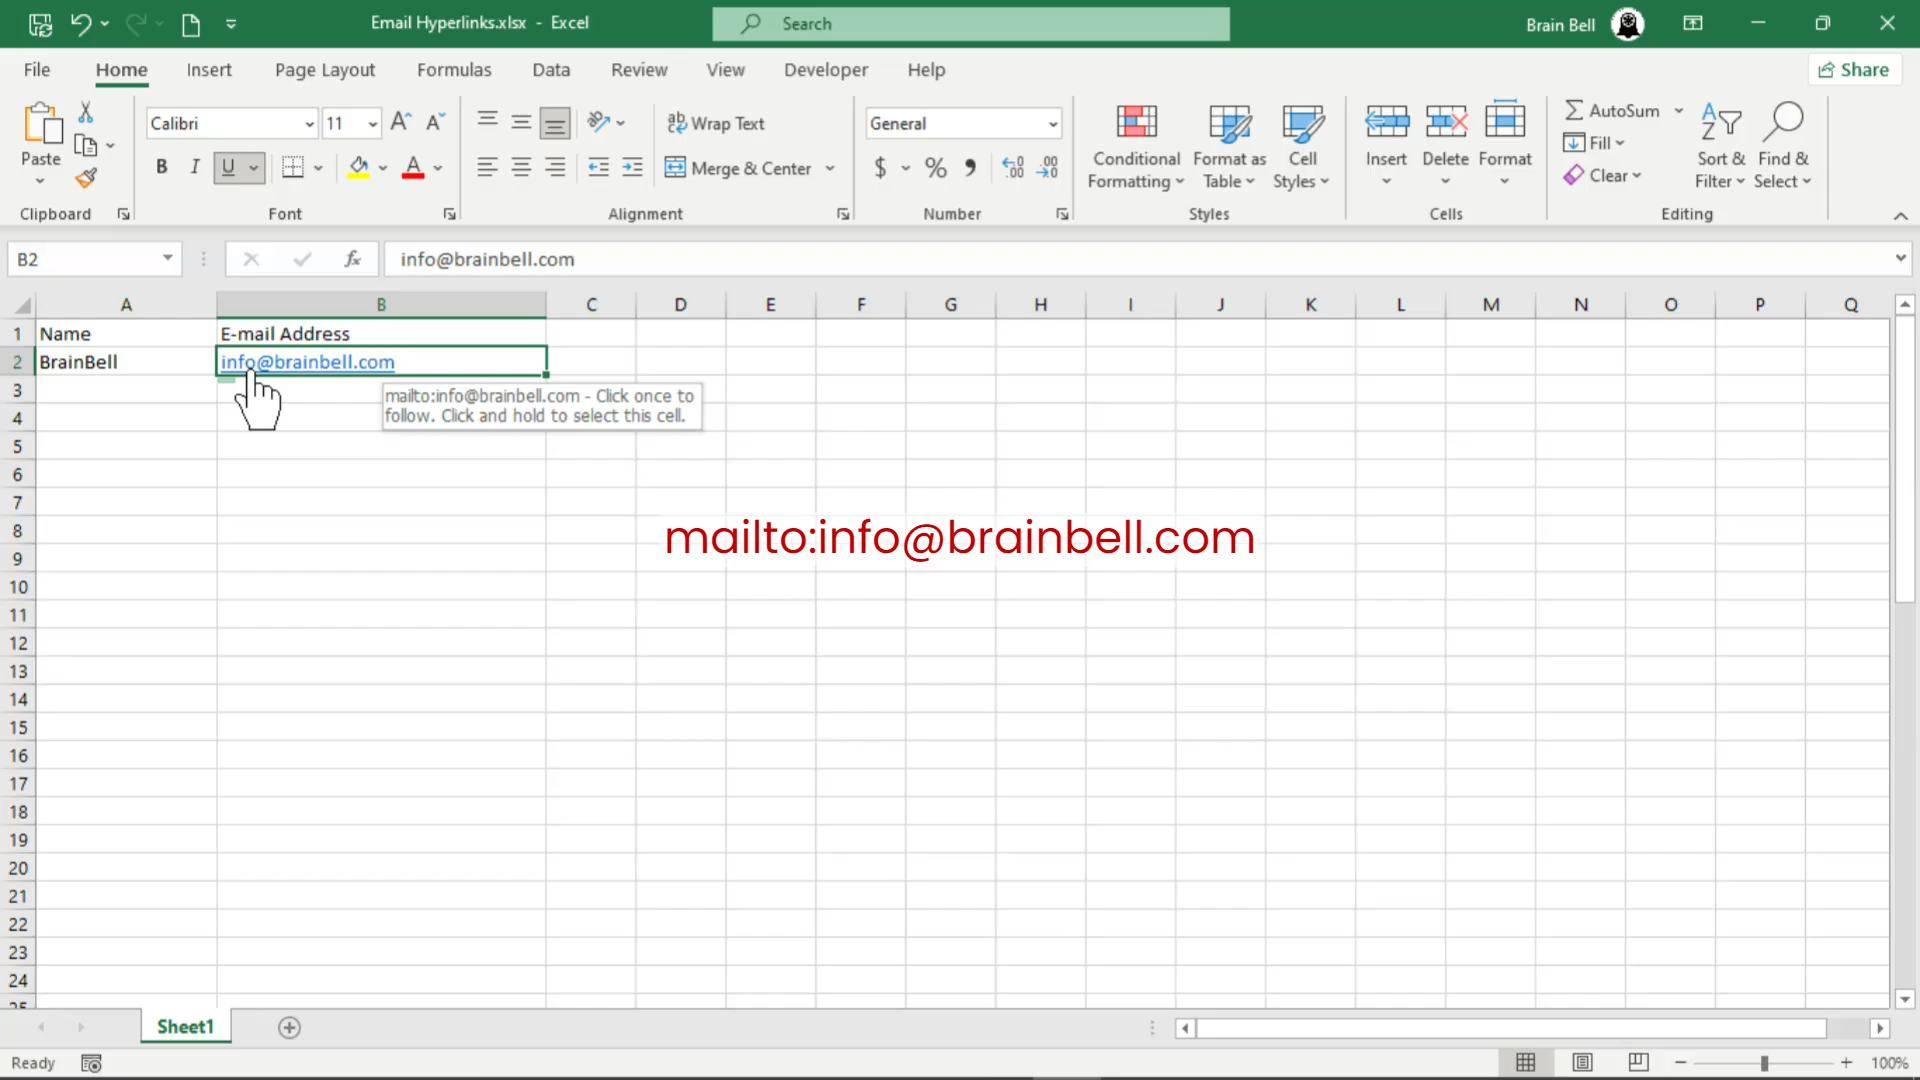 Email Hyperlinks.xlsx - Excel
Search
Brain Bell
File Home Insert Page Layout Formulas Data Review View Developer Help
Share
Paste
Clipboard
Calibri 11
B I U
A
Font
ab Wrap Text
Merge & Center
Alignment
General
$ % , .00 .00
Number
Conditional Formatting
Format as Table
Cell Styles
Styles
Insert Delete Format
Cells
AutoSum
Fill
Clear
Sort & Filter
Find & Select
Editing
B2
fx
info@brainbell.com
A B C D E F G H I J K L M N O P Q
1 Name E-mail Address
2 BrainBell info@brainbell.com
mailto:info@brainbell.com - Click once to
follow. Click and hold to select this cell.
3
4
5
6
7
8
mailto:info@brainbell.com
9
10
11
12
13
14
15
16
17
18
19
20
21
22
23
24
25
Sheet1
Ready
100%